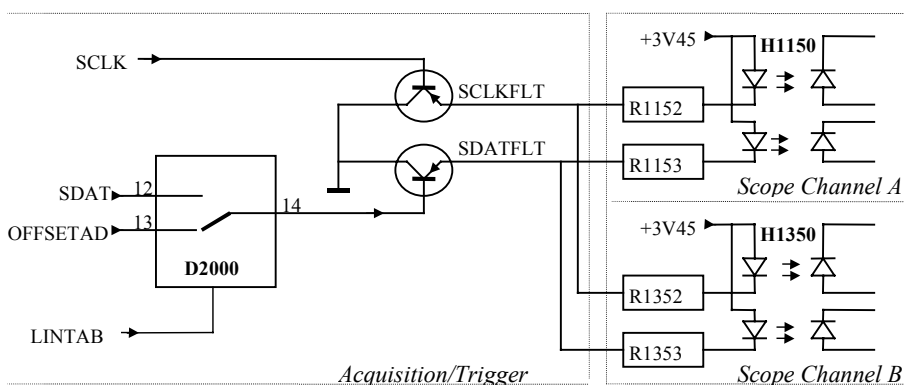 +3V45
H1150
SCLK
SCLKFLT
R1152
SDATFLT
R1153
Scope Channel A
SDAT
12
14
OFFSETAD
13
D2000
+3V45
H1350
R1352
LINTAB
R1353
Acquisition/Trigger
Scope Channel B